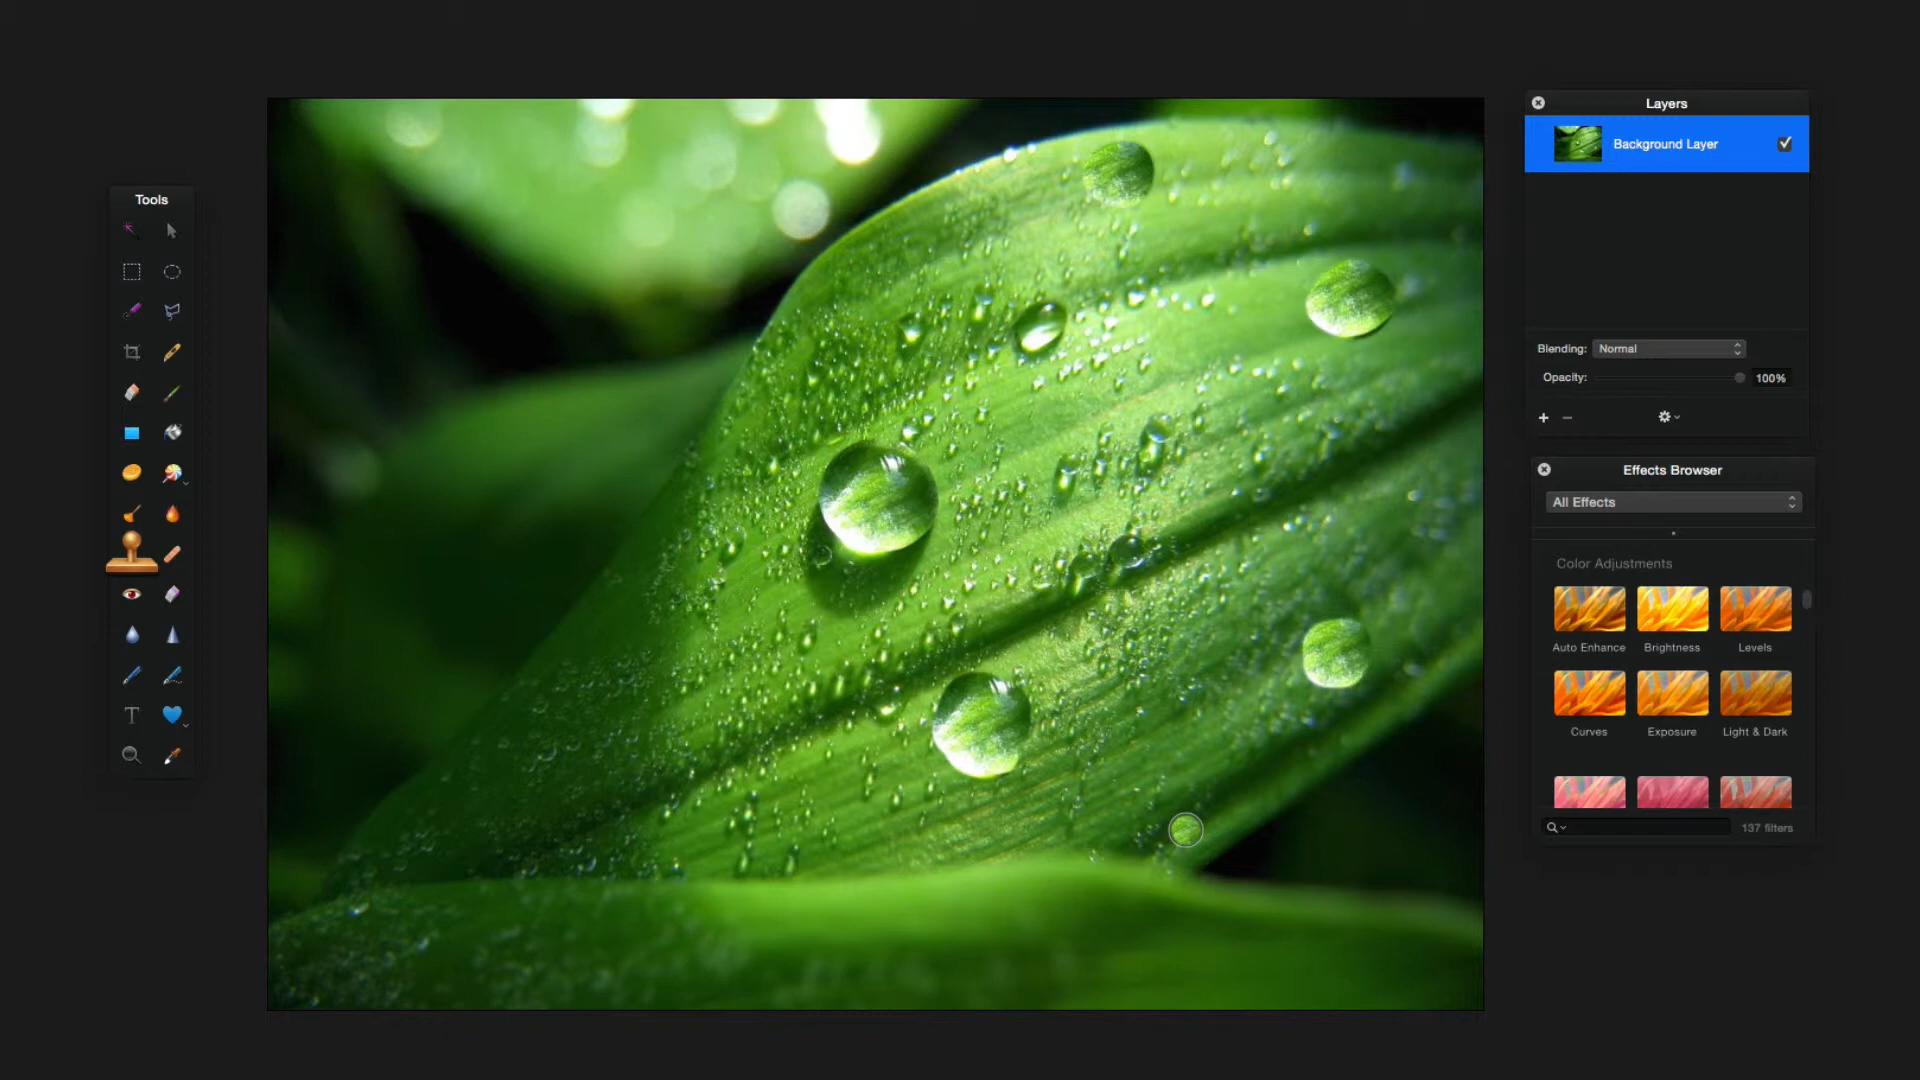 Tools
T
Layers
Background Layer
Blending: Normal
Opacity: 100%
Effects Browser
All Effects
Color Adjustments
Auto Enhance Brightness Levels
Curves Exposure Light & Dark
137 filters